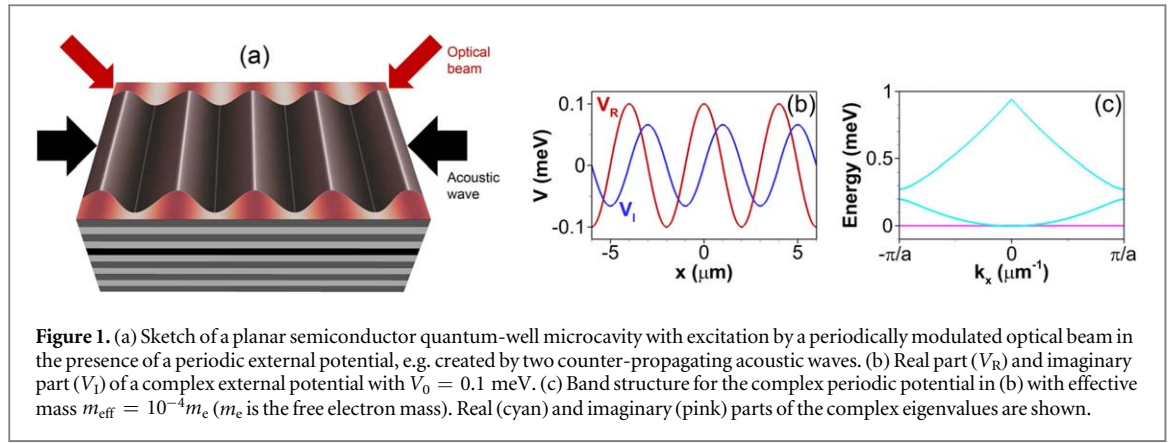 (a)
Optical
beam
Acoustic
wave
(b)
V_R
V_I
0.1
0
-0.1
V (meV)
-5
0
5
x (μm)
(c)
1
0.5
0
Energy (meV)
-π/a
0
π/a
k_x (μm⁻¹)
Figure 1. (a) Sketch of a planar semiconductor quantum-well microcavity with excitation by a periodically modulated optical beam in
the presence of a periodic external potential, e.g. created by two counter-propagating acoustic waves. (b) Real part (V_R) and imaginary
part (V_I) of a complex external potential with V_0 = 0.1 meV. (c) Band structure for the complex periodic potential in (b) with effective
mass m_eff = 10⁻⁴m_e (m_e is the free electron mass). Real (cyan) and imaginary (pink) parts of the complex eigenvalues are shown.